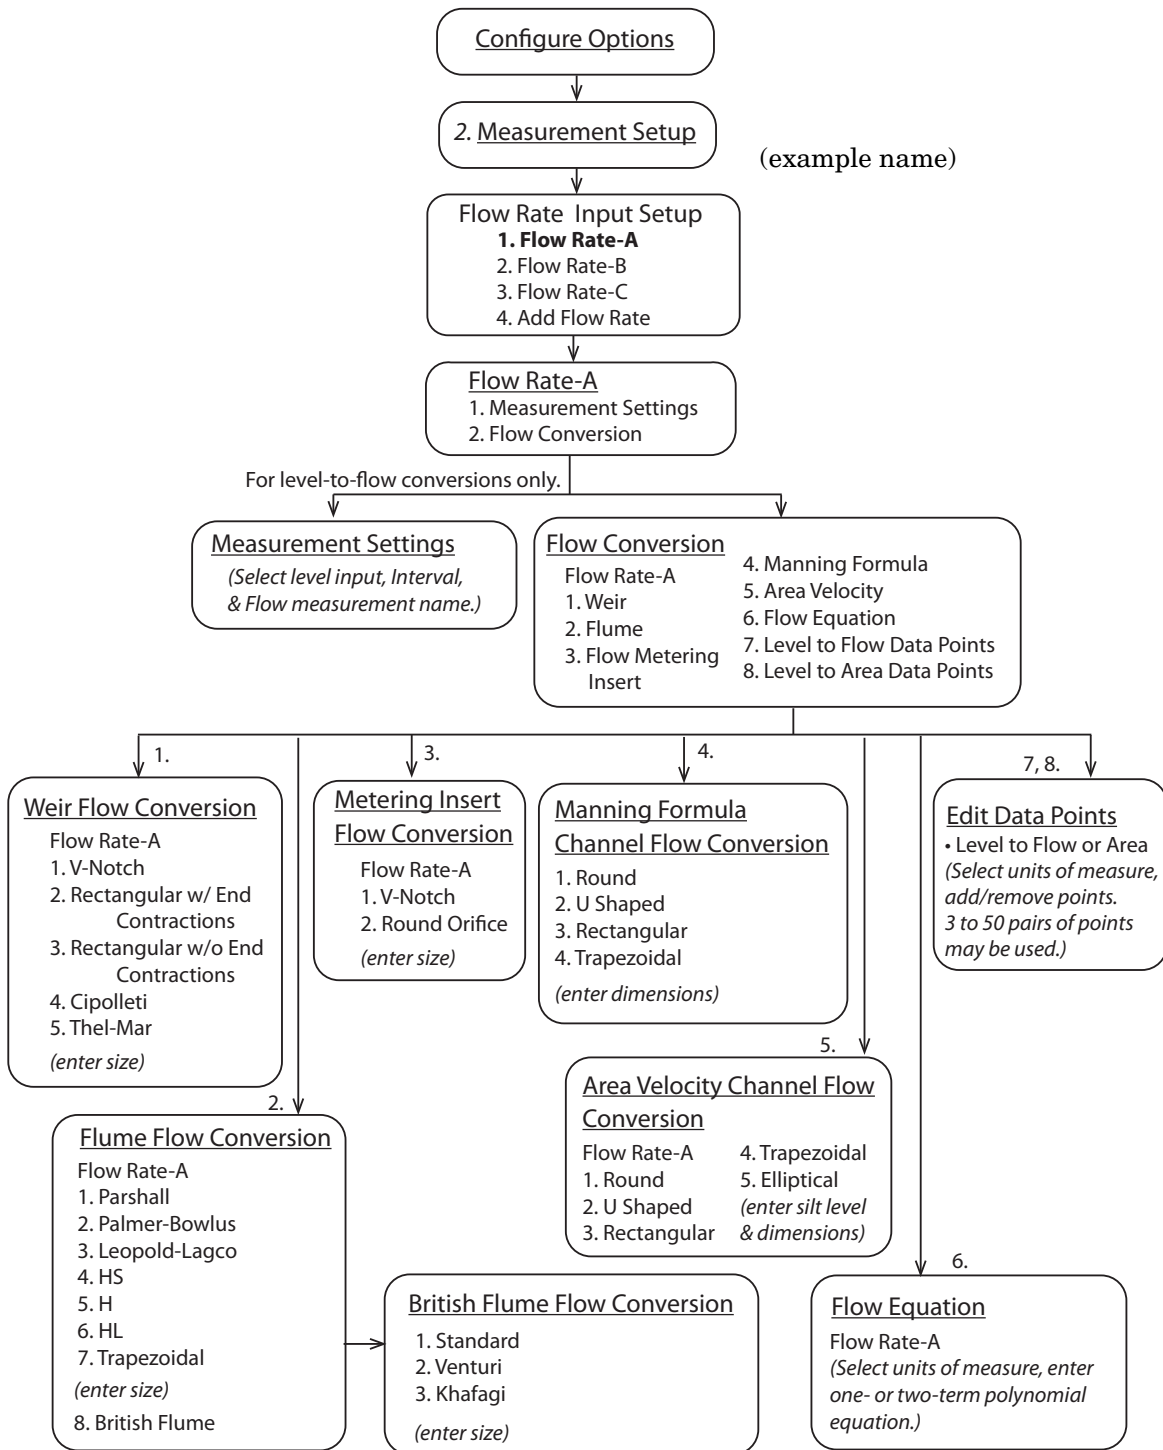 Configure Options
2. Measurement Setup
(example name)
Flow Rate Input Setup
1. Flow Rate-A
2. Flow Rate-B
3. Flow Rate-C
4. Add Flow Rate
Flow Rate-A
1. Measurement Settings
2. Flow Conversion
For level-to-flow conversions only.
Measurement Settings
(Select level input, Interval,
& Flow measurement name.)
Flow Conversion
Flow Rate-A
1. Weir
2. Flume
3. Flow Metering
Insert
4. Manning Formula
5. Area Velocity
6. Flow Equation
7. Level to Flow Data Points
8. Level to Area Data Points
1.
Weir Flow Conversion
Flow Rate-A
1. V-Notch
2. Rectangular w/ End
Contractions
3. Rectangular w/o End
Contractions
4. Cipolleti
5. Thel-Mar
(enter size)
3.
Metering Insert
Flow Conversion
Flow Rate-A
1. V-Notch
2. Round Orifice
(enter size)
4.
Manning Formula
Channel Flow Conversion
1. Round
2. U Shaped
3. Rectangular
4. Trapezoidal
(enter dimensions)
7, 8.
Edit Data Points
• Level to Flow or Area
(Select units of measure,
add/remove points.
3 to 50 pairs of points
may be used.)
2.
Flume Flow Conversion
Flow Rate-A
1. Parshall
2. Palmer-Bowlus
3. Leopold-Lagco
4. HS
5. H
6. HL
7. Trapezoidal
(enter size)
8. British Flume
5.
Area Velocity Channel Flow
Conversion
Flow Rate-A
1. Round
2. U Shaped
3. Rectangular
4. Trapezoidal
5. Elliptical
(enter silt level
& dimensions)
British Flume Flow Conversion
1. Standard
2. Venturi
3. Khafagi
(enter size)
6.
Flow Equation
Flow Rate-A
(Select units of measure, enter
one- or two-term polynomial
equation.)